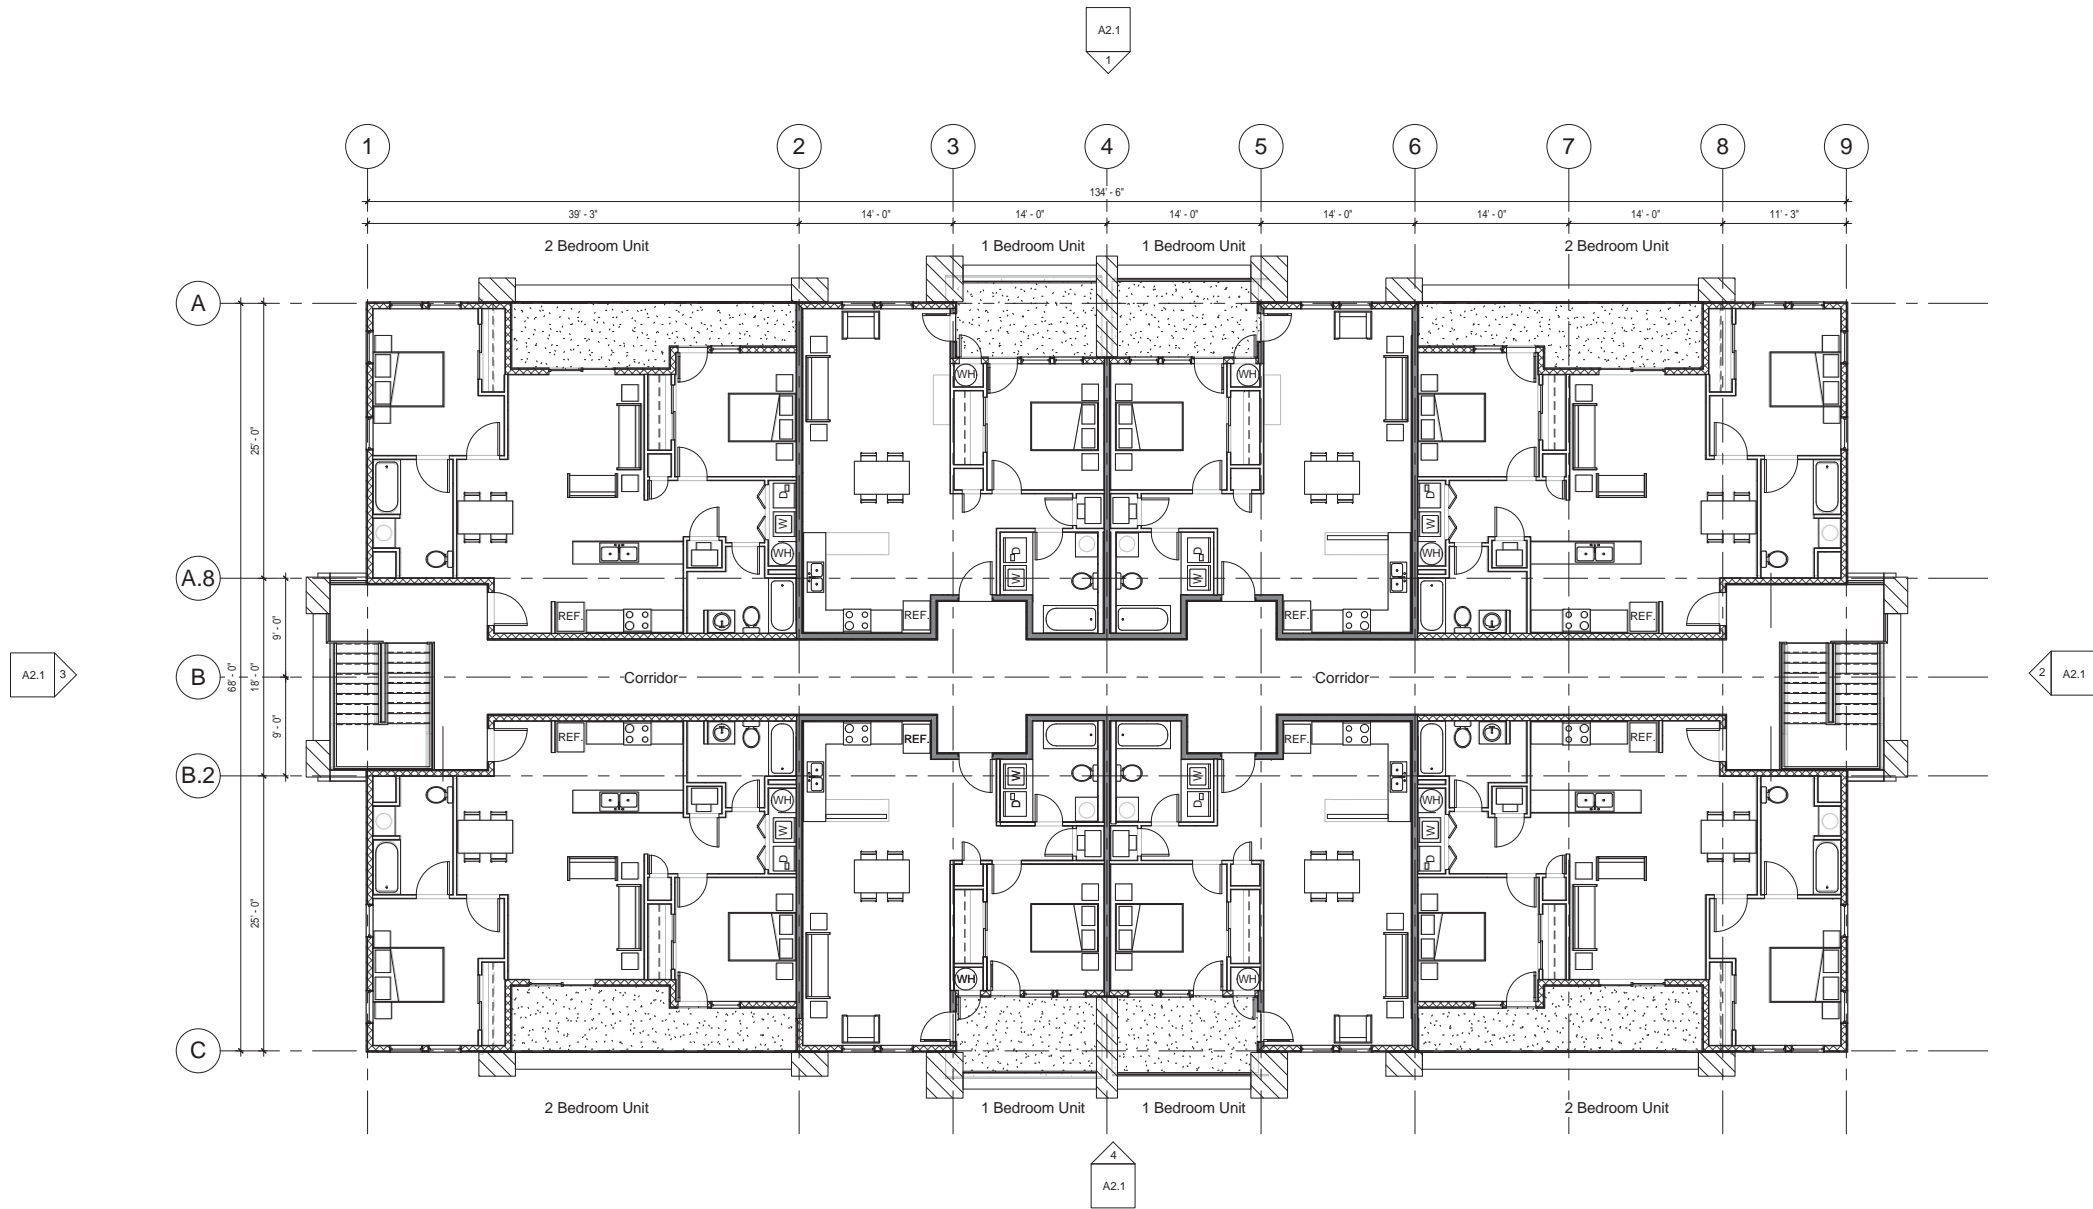 A2.1
1
1 2 3 4 5 6 7 8 9
134' - 6"
39' - 3" 14' - 0" 14' - 0" 14' - 0" 14' - 0" 14' - 0" 14' - 0" 11' - 3"
2 Bedroom Unit 1 Bedroom Unit 1 Bedroom Unit 2 Bedroom Unit
A
WH WH
25' - 0"
D D
W D D W
WH W W WH
A.8
REF. REF. REF. REF.
9' - 0"
A2.1 3 B 68' - 0" 18' - 0" Corridor Corridor 2 A2.1
9' - 0"
REF. REF. REF. REF.
B.2
WH W W WH
W D D W
D D
25' - 0"
WH WH
C
2 Bedroom Unit 1 Bedroom Unit 1 Bedroom Unit 2 Bedroom Unit
4
A2.1